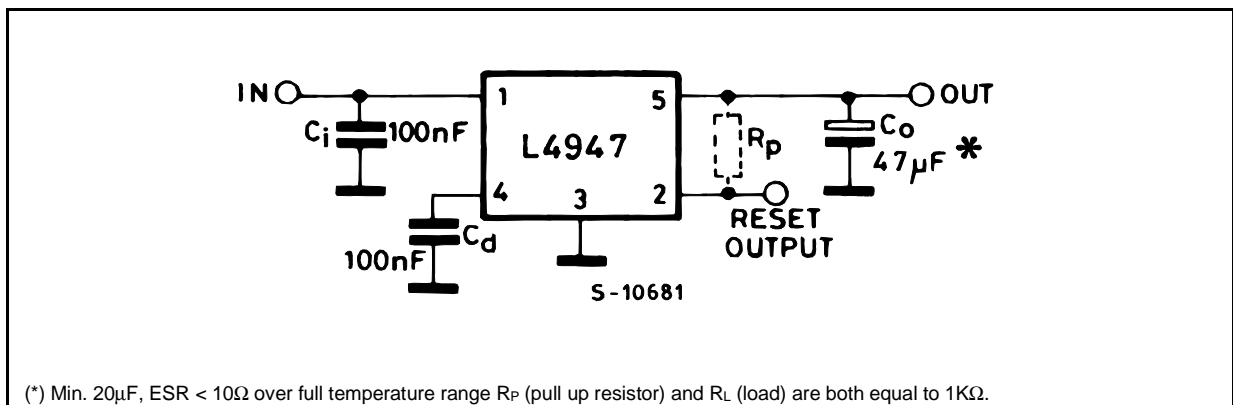 IN
1
5
OUT
Ci
100nF
L4947
Rp
Co
47µF *
4
3
2
Cd
100nF
RESET
OUTPUT
S-10681
(*) Min. 20µF, ESR < 10Ω over full temperature range RP (pull up resistor) and RL (load) are both equal to 1KΩ.